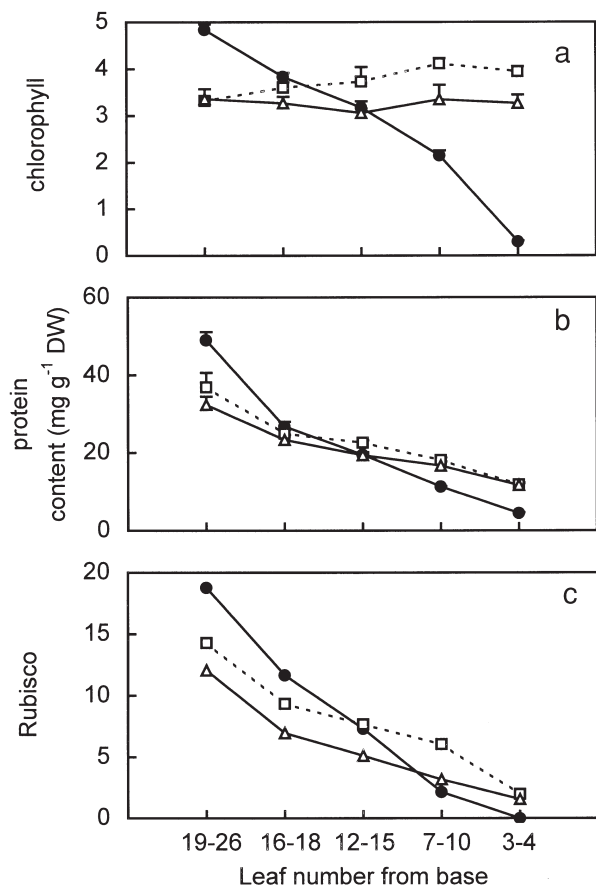 a
5
4
3
2
1
0
chlorophyll
b
60
40
20
0
protein
content (mg g⁻¹ DW)
c
20
15
10
5
0
Rubisco
19-26 16-18 12-15 7-10 3-4
Leaf number from base